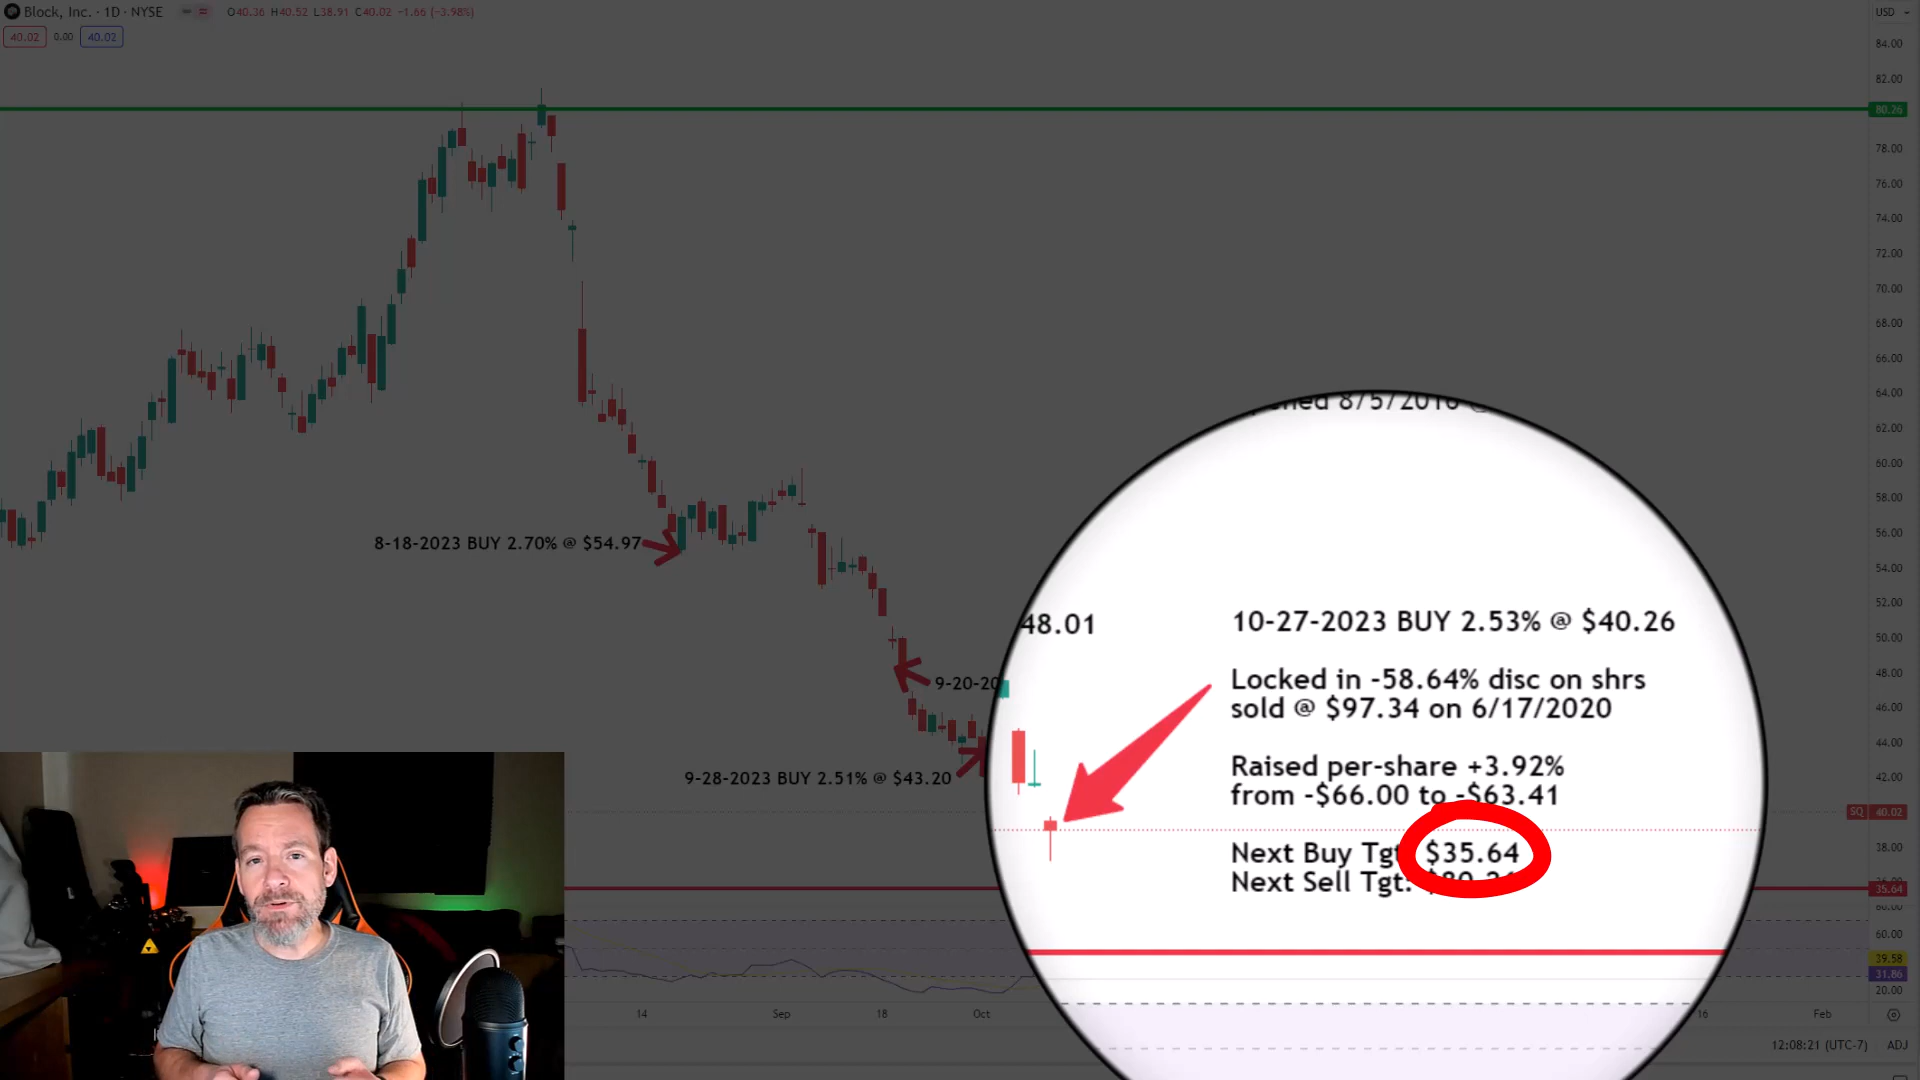 Block, Inc. · 1D · NYSE
O40.36 H40.52 L38.91 C40.02 −1.66 (−3.98%)
USD
40.02 0.00 40.02
84.00
82.00
80.26
78.00
76.00
74.00
72.00
70.00
68.00
66.00
64.00
62.00
60.00
58.00
56.00
54.00
52.00
50.00
48.00
46.00
44.00
42.00
SQ 40.02
38.00
35.64
60.00
39.58
31.86
20.00
8-18-2023 BUY 2.70% @ $54.97
9-20-20
9-28-2023 BUY 2.51% @ $43.20
8/5/2016 @
48.01
10-27-2023 BUY 2.53% @ $40.26
Locked in -58.64% disc on shrs
sold @ $97.34 on 6/17/2020
Raised per-share +3.92%
from -$66.00 to -$63.41
Next Buy Tgt $35.64
Next Sell Tgt:
14 Sep 18 Oct 16 Feb
12:08:21 (UTC-7) ADJ